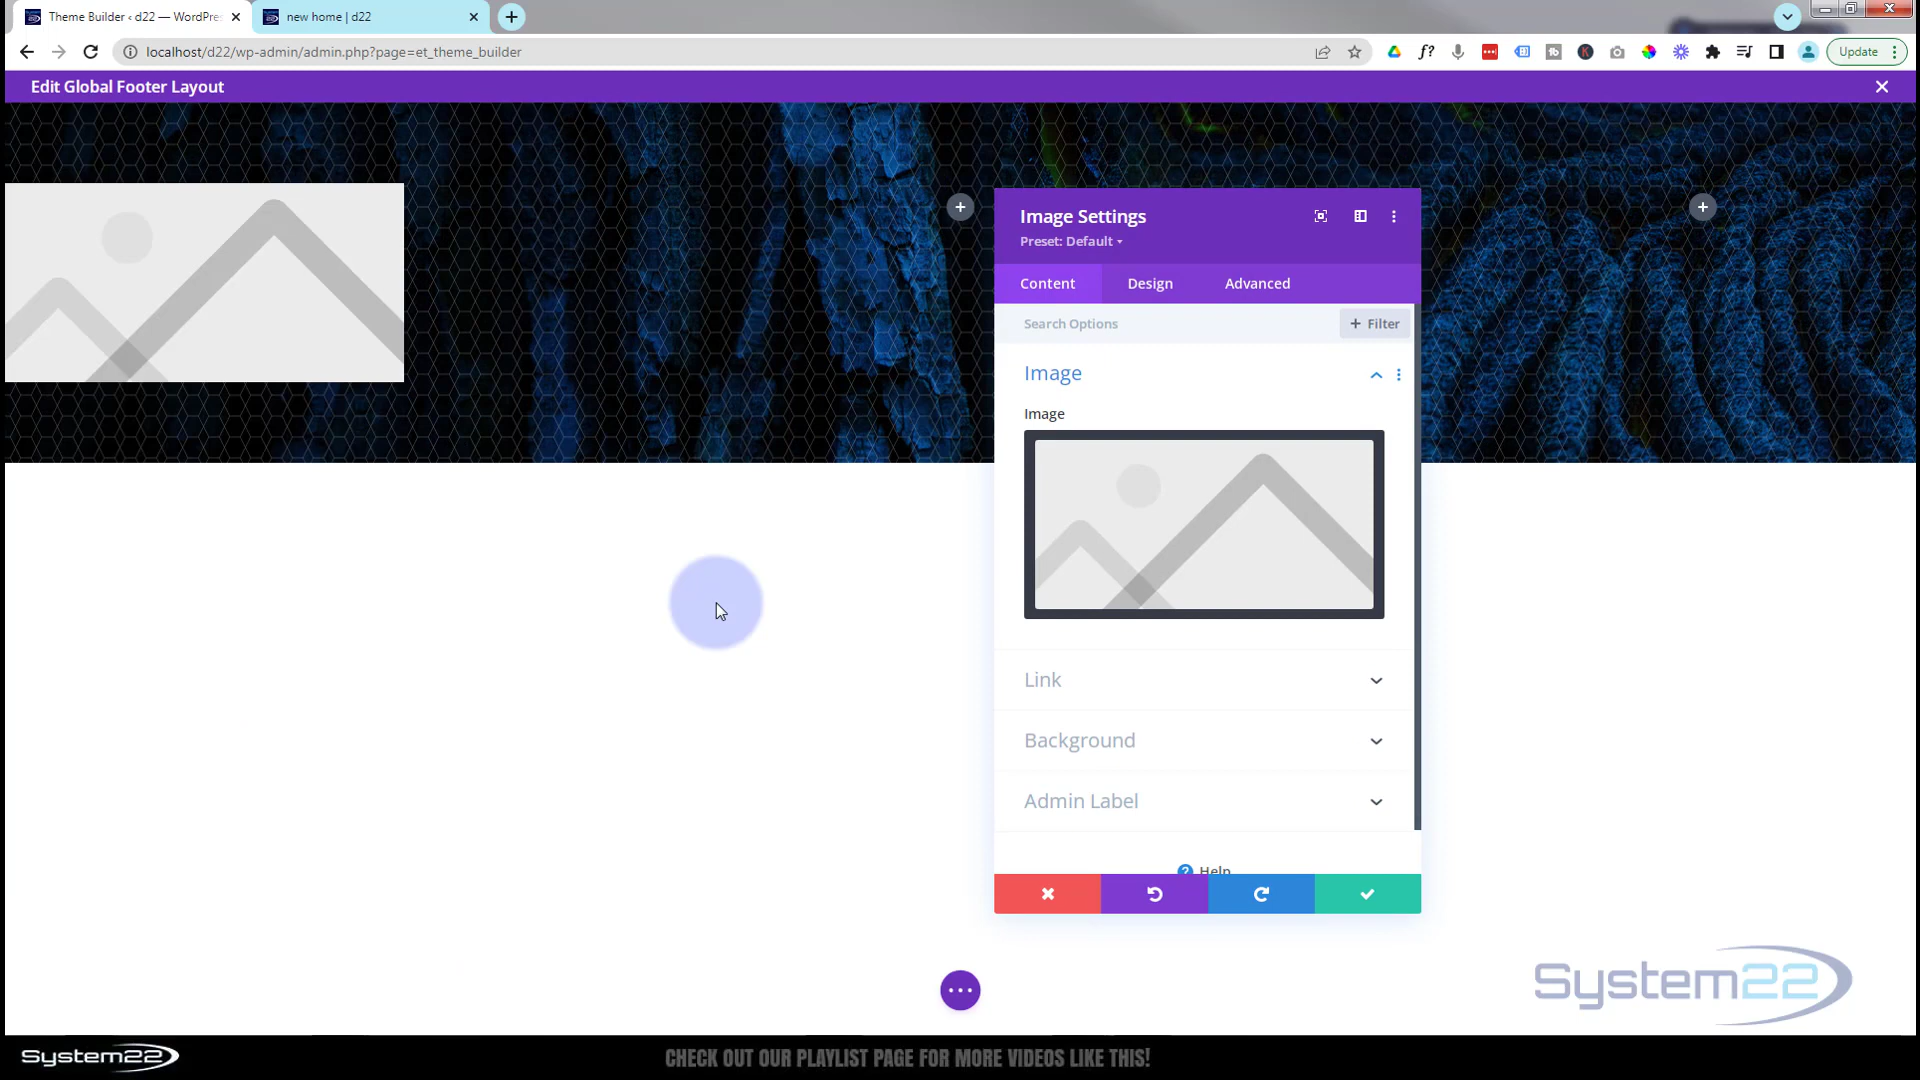 Theme Builder ‹ d22 — WordPre
new home | d22
localhost/d22/wp-admin/admin.php?page=et_theme_builder
Update
Edit Global Footer Layout
Image Settings
Preset: Default
Content
Design
Advanced
Search Options
+ Filter
Image
Image
Link
Background
Admin Label
? Help
System22
System22
CHECK OUT OUR PLAYLIST PAGE FOR MORE VIDEOS LIKE THIS!